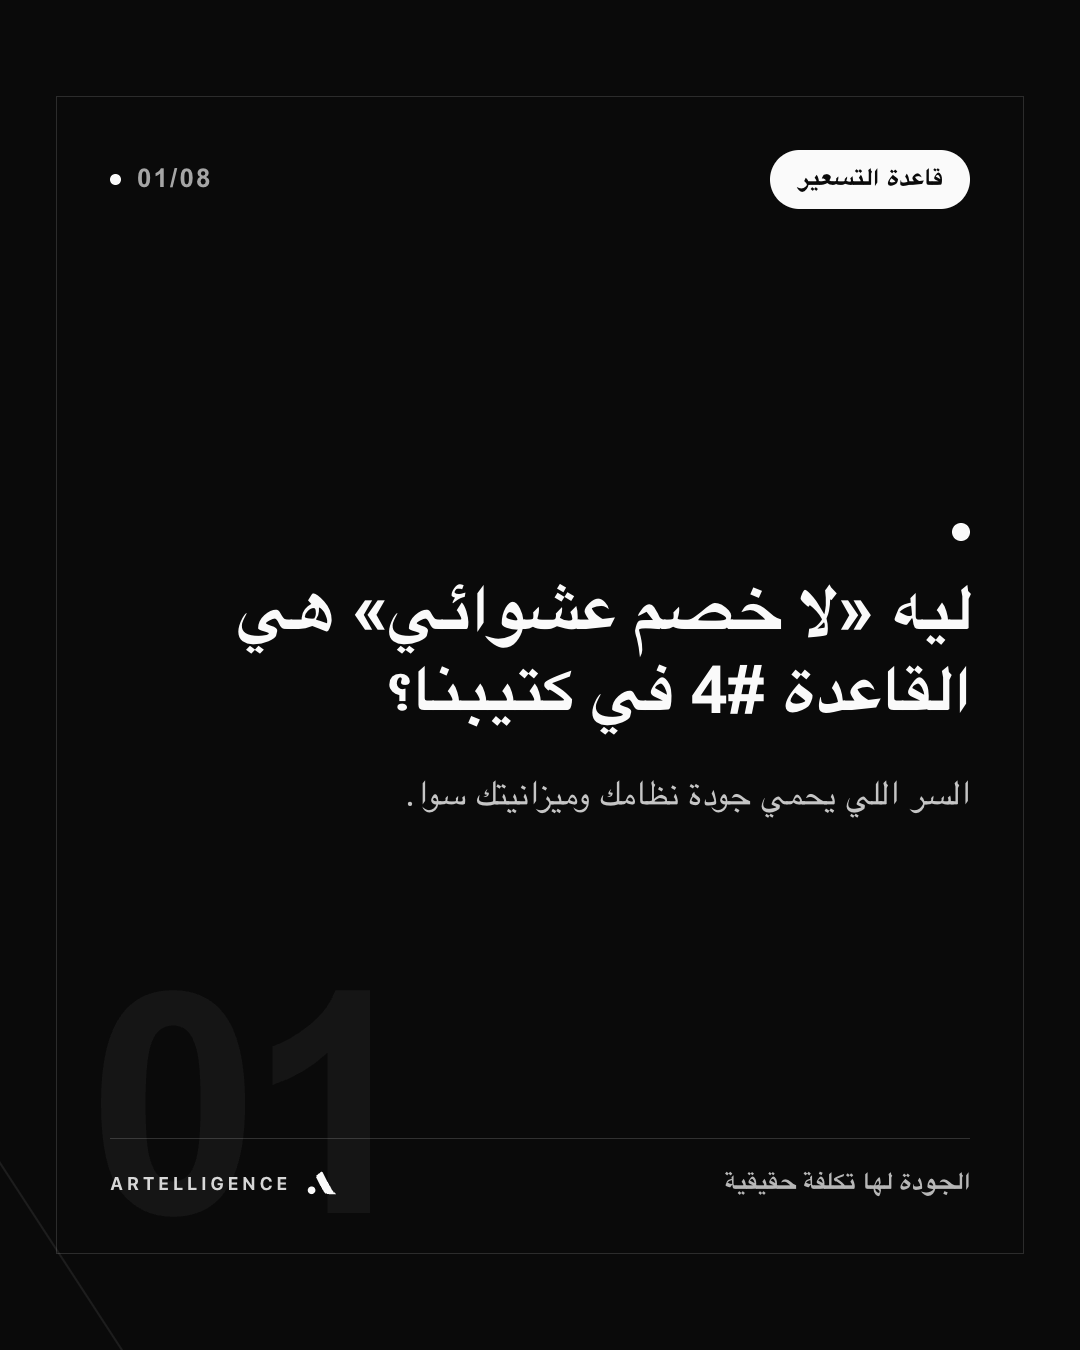 قاعدة التسعير
01/08
ليه «لا خصم عشوائي» هي
القاعدة #4 في كتيبنا؟
السر اللي يحمي جودة نظامك وميزانيتك سوا.
01
الجودة لها تكلفة حقيقية
ARTELLIGENCE